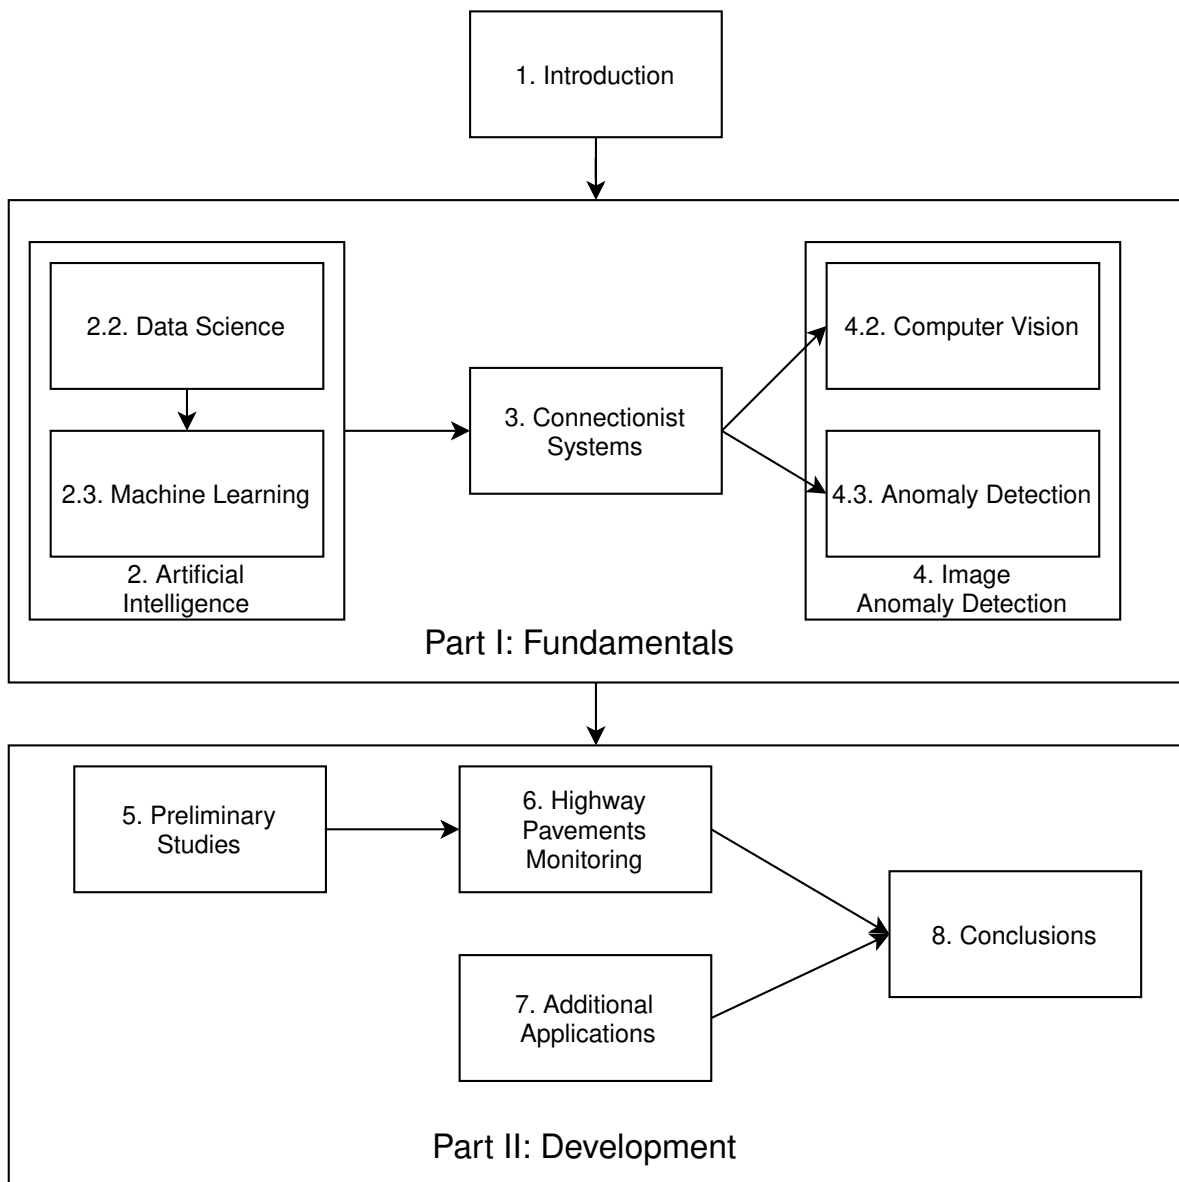 1. Introduction
2.2. Data Science
2.3. Machine Learning
2. Artificial
Intelligence
3. Connectionist
Systems
4.2. Computer Vision
4.3. Anomaly Detection
4. Image
Anomaly Detection
Part I: Fundamentals
5. Preliminary
Studies
6. Highway
Pavements
Monitoring
7. Additional
Applications
8. Conclusions
Part II: Development